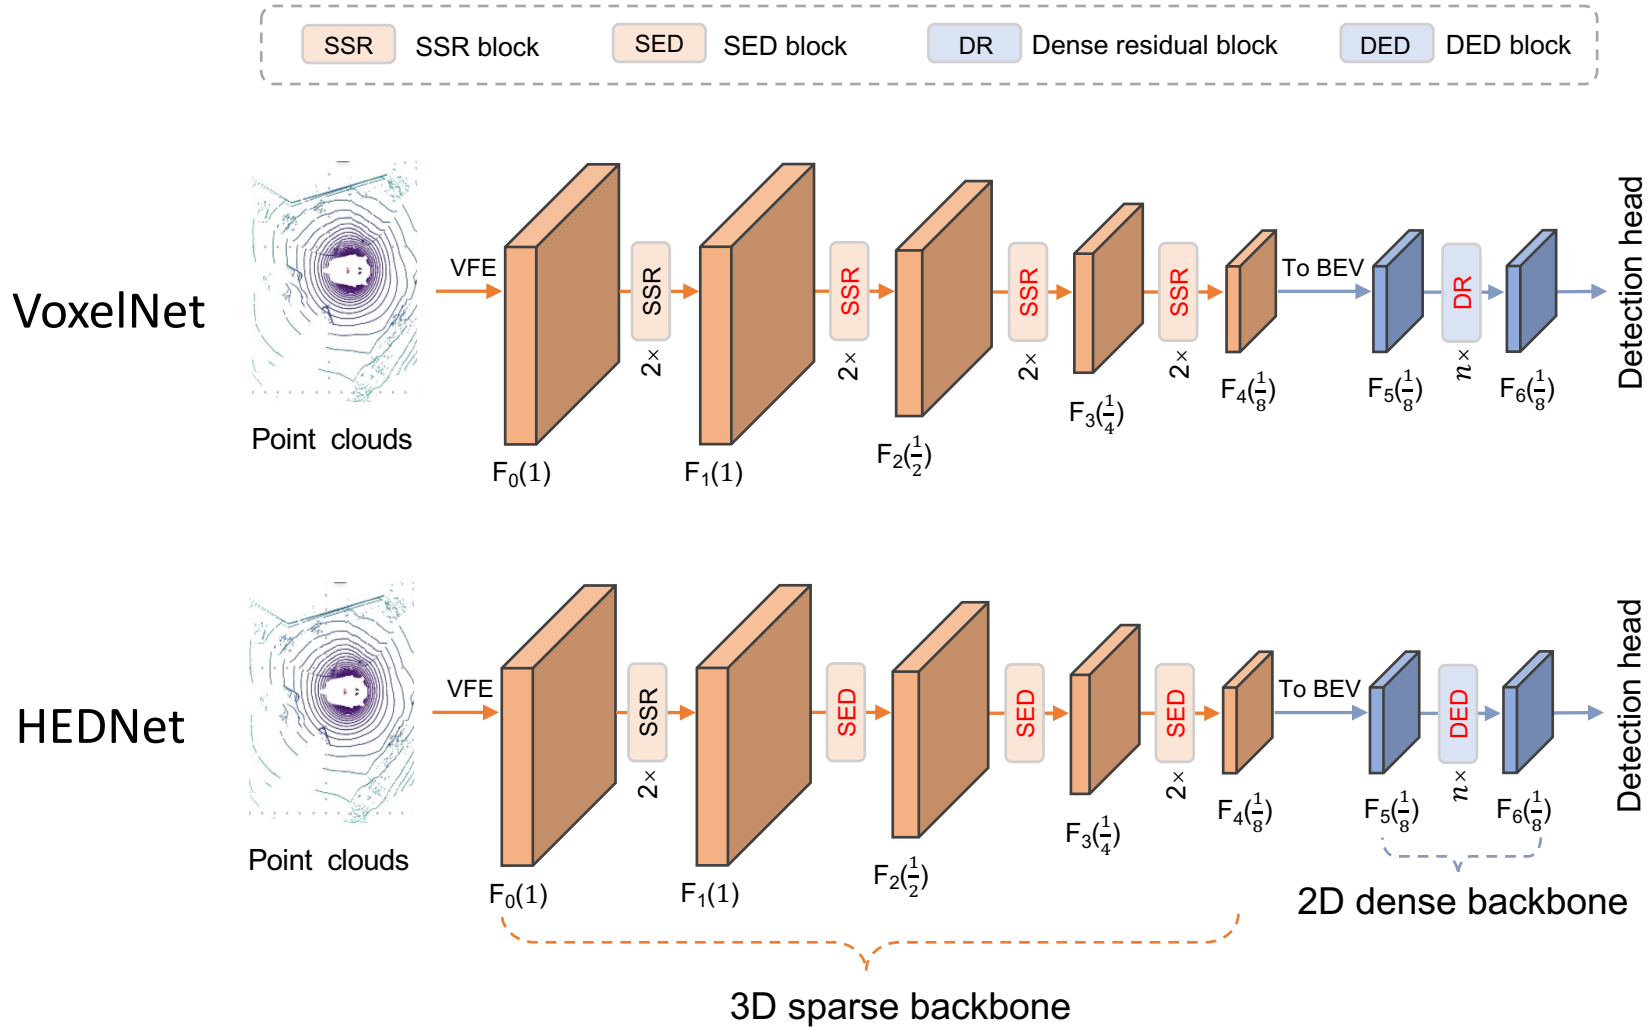 SSR SSR block SED SED block DR Dense residual block DED DED block
VoxelNet
Point clouds
VFE
F₀(1)
SSR
2×
F₁(1)
SSR
2×
F₂(1/2)
SSR
2×
F₃(1/4)
SSR
2×
F₄(1/8)
To BEV
F₅(1/8)
DR
n×
F₆(1/8)
Detection head
HEDNet
Point clouds
VFE
F₀(1)
SSR
2×
F₁(1)
SED
F₂(1/2)
SED
F₃(1/4)
SED
2×
F₄(1/8)
To BEV
F₅(1/8)
DED
n×
F₆(1/8)
Detection head
2D dense backbone
3D sparse backbone